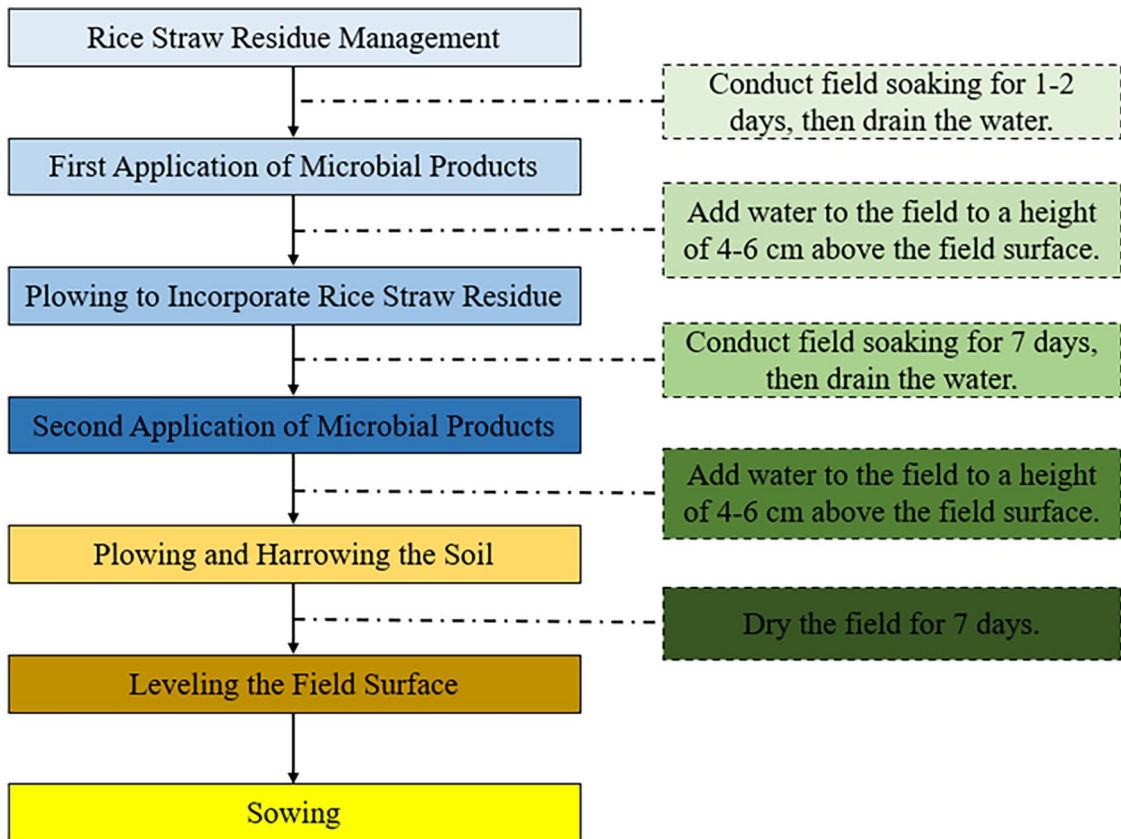 Rice Straw Residue Management
Conduct field soaking for 1-2
days, then drain the water.
First Application of Microbial Products
Add water to the field to a height
of 4-6 cm above the field surface.
Plowing to Incorporate Rice Straw Residue
Conduct field soaking for 7 days,
then drain the water.
Second Application of Microbial Products
Add water to the field to a height
of 4-6 cm above the field surface.
Plowing and Harrowing the Soil
Dry the field for 7 days.
Leveling the Field Surface
Sowing